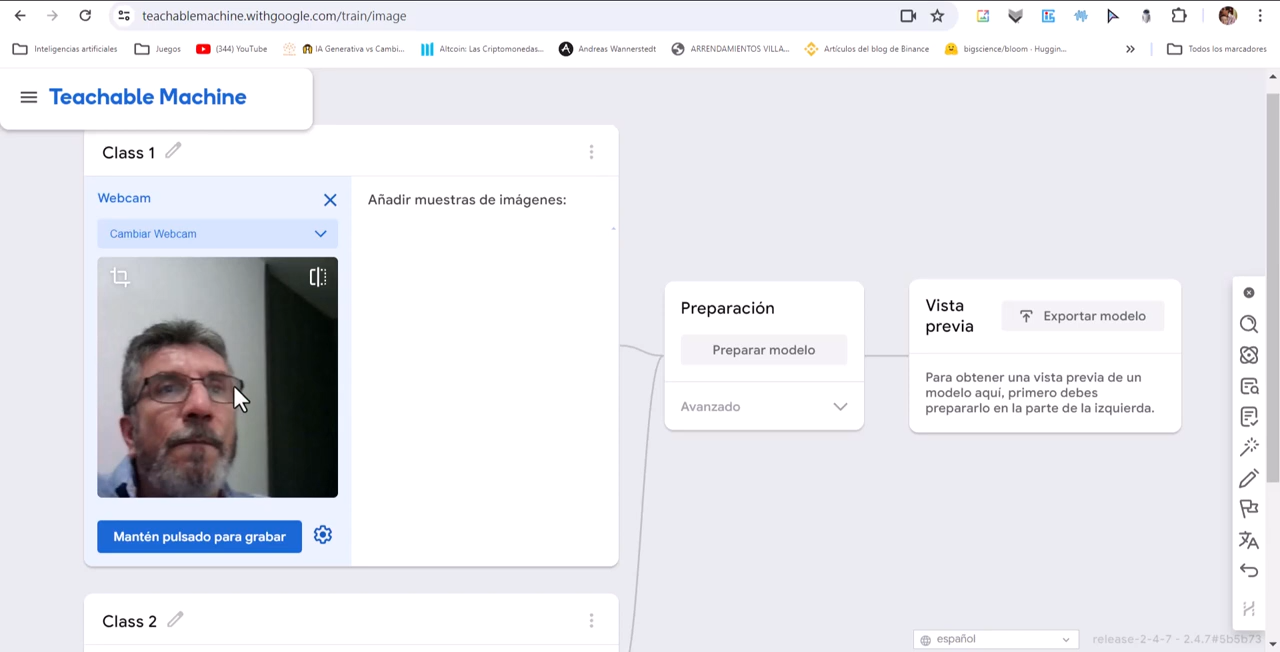 teachablemachine.withgoogle.com/train/image
Inteligencias artificiales
Juegos
(344) YouTube
IA Generativa vs Cambi...
Altcoin: Las Criptomonedas...
Andreas Wannerstedt
ARRENDAMIENTOS VILLA...
Artículos del blog de Binance
bigscience/bloom · Huggin...
»
Todos los marcadores
Teachable Machine
Class 1
Webcam
Añadir muestras de imágenes:
Cambiar Webcam
Mantén pulsado para grabar
Preparación
Preparar modelo
Avanzado
Vista
previa
Exportar modelo
Para obtener una vista previa de un
modelo aquí, primero debes
prepararlo en la parte de la izquierda.
Class 2
español
release-2-4-7 - 2.4.7#5b5b73